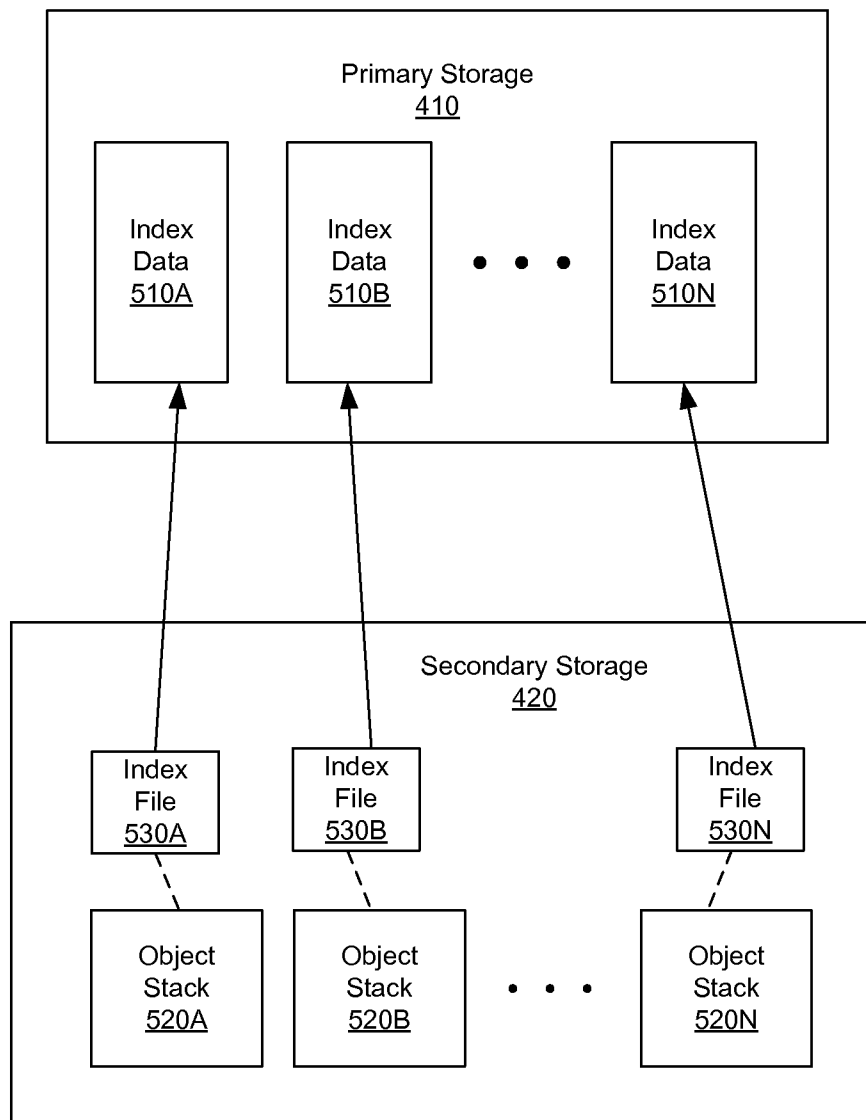 Primary Storage
410
Index
Data
510A
Index
Data
510B
Index
Data
510N
Secondary Storage
420
Index
File
530A
Index
File
530B
Index
File
530N
Object
Stack
520A
Object
Stack
520B
Object
Stack
520N